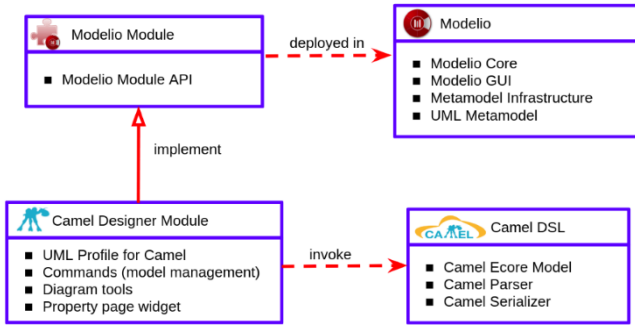 Modelio Module
Modelio Module API
deployed in
Modelio
Modelio Core
Modelio GUI
Metamodel Infrastructure
UML Metamodel
implement
Camel Designer Module
UML Profile for Camel
Commands (model management)
Diagram tools
Property page widget
invoke
CAMEL
Camel DSL
Camel Ecore Model
Camel Parser
Camel Serializer